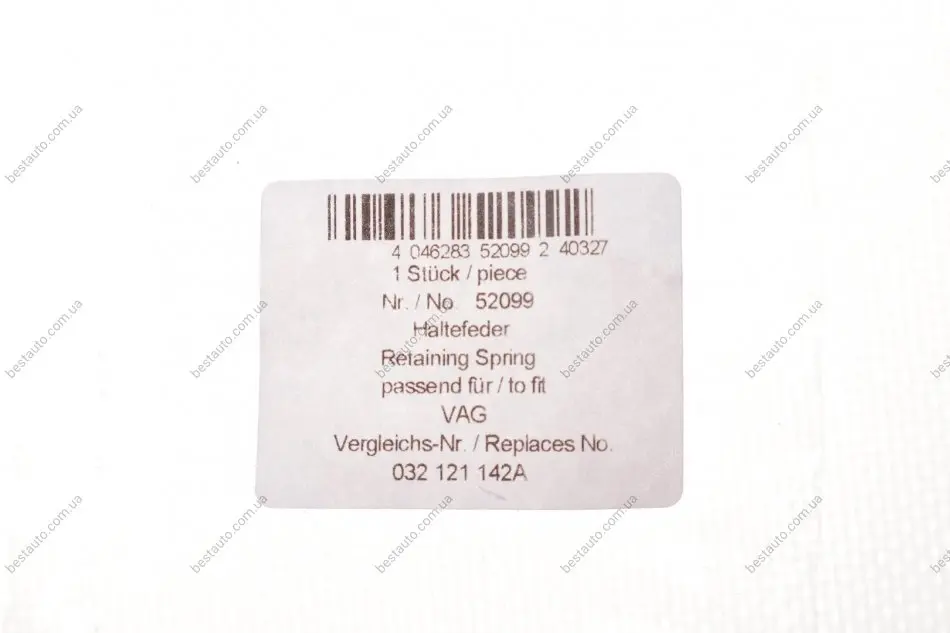 4 046283 52099 2 40327
1 Stück / piece
Nr. / No. 52099
Haltefeder
Retaining Spring
passend für / to fit
VAG
Vergleichs-Nr. / Replaces No.
032 121 142A
bestauto.com.ua